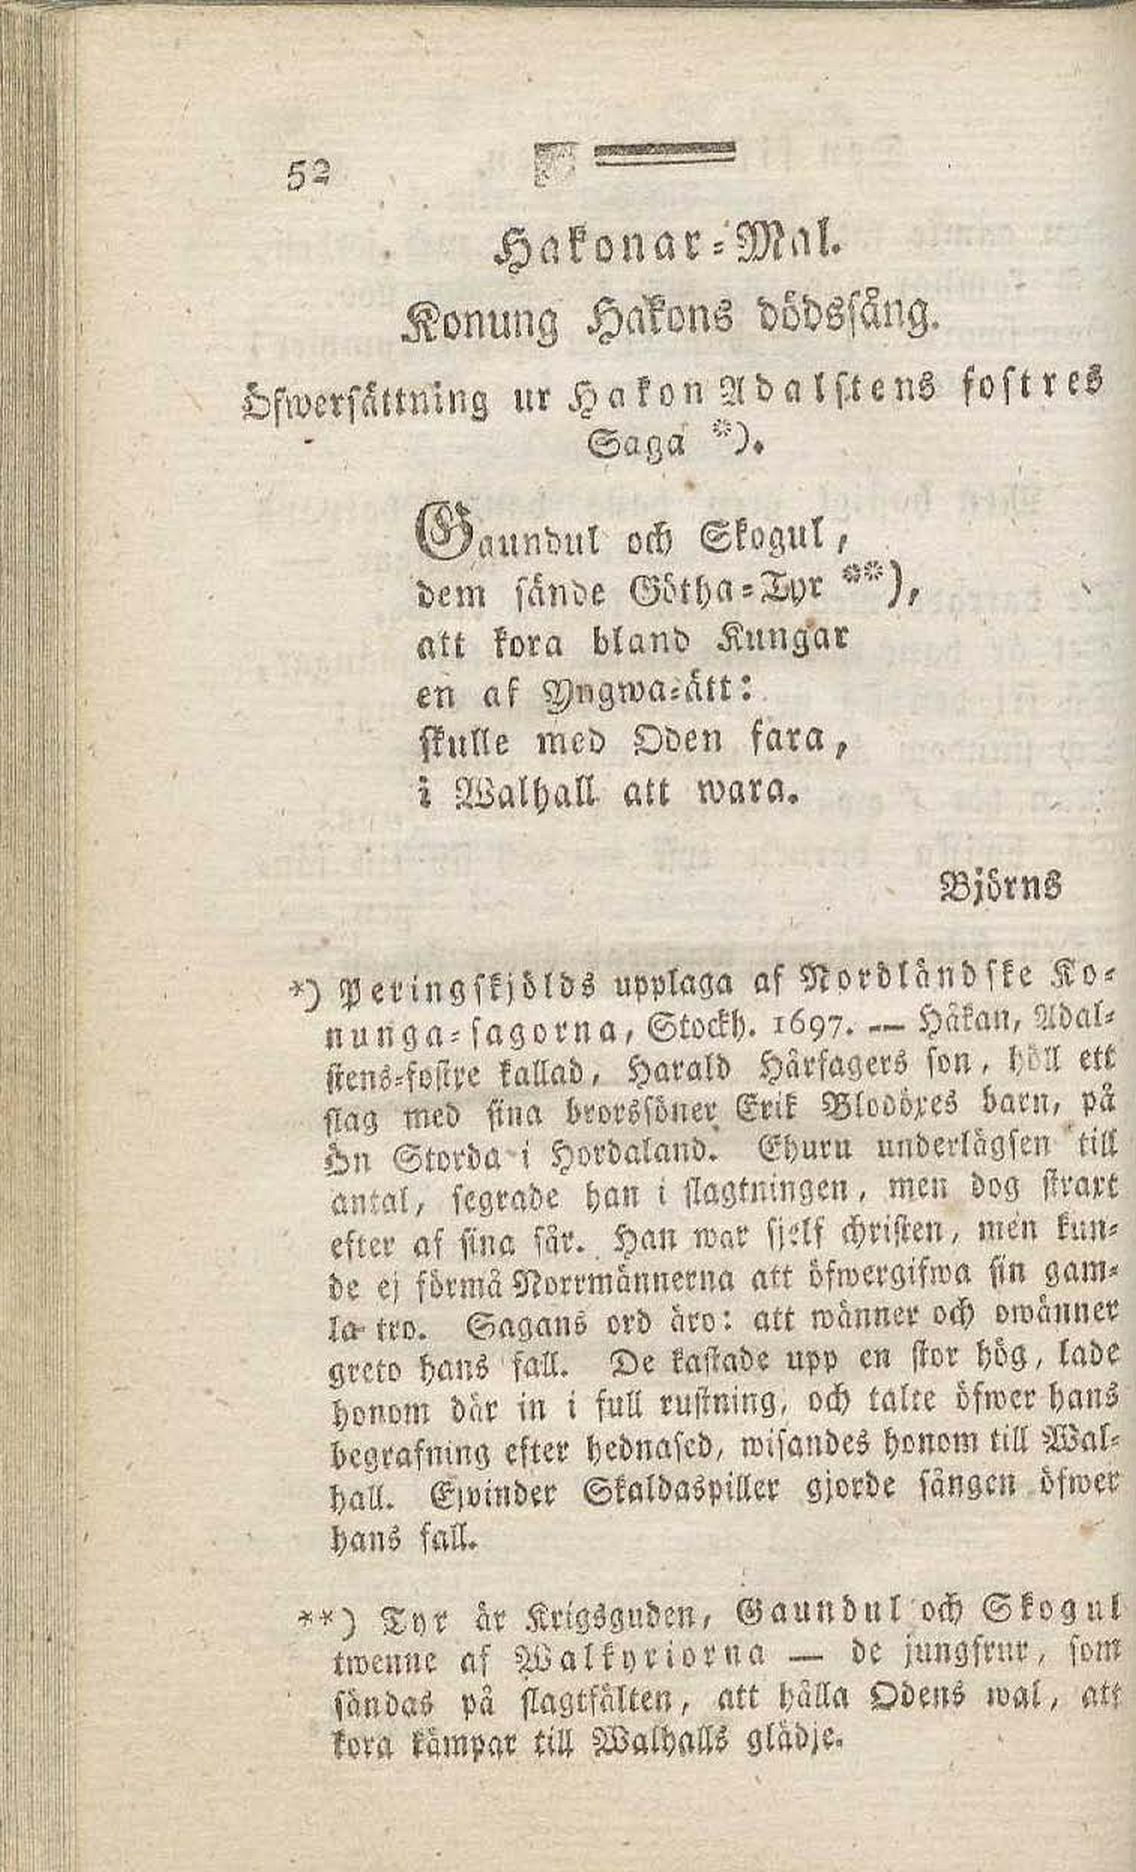 52
Hakonar-Mal.
Konung Hakons dödssång.
Öfwersättning ur Hakon Adalstens fostres
Saga *).
Gaundul och Skogul,
dem sände Götha-Tyr **),
att kora bland Kungar
en af Yngwa-ätt:
skulle med Oden fara,
i Walhall att wara.
Björns
*) Peringskjölds upplaga af Nordländske Ko-
nunga-sagorna, Stockh. 1697. — Håkan, Adal-
stens-fostre kallad, Harald Hårfagers son, höll ett
slag med sina brorssöner Erik Blodöxes barn, på
Ön Storda i Hordaland. Ehuru underlägsen till
antal, segrade han i slagtningen, men dog straxt
efter af sina sår. Han war sjelf christen, men kun-
de ej förmå Norrmännerna att öfwergifwa sin gam-
la tro. Sagans ord äro: att wänner och owänner
greto hans fall. De kastade upp en stor hög, lade
honom där in i full rustning, och talte öfwer hans
begrafning efter hednased, wisandes honom till Wal-
hall. Ejvinder Skaldaspiller gjorde sången öfwer
hans fall.
**) Tyr är Krigsguden, Gaundul och Skogul
twenne af Walkyriorna — de jungfrur, som
sändas på slagtfälten, att hålla Odens wal, att
kora kämpar till Walhalls glädje.